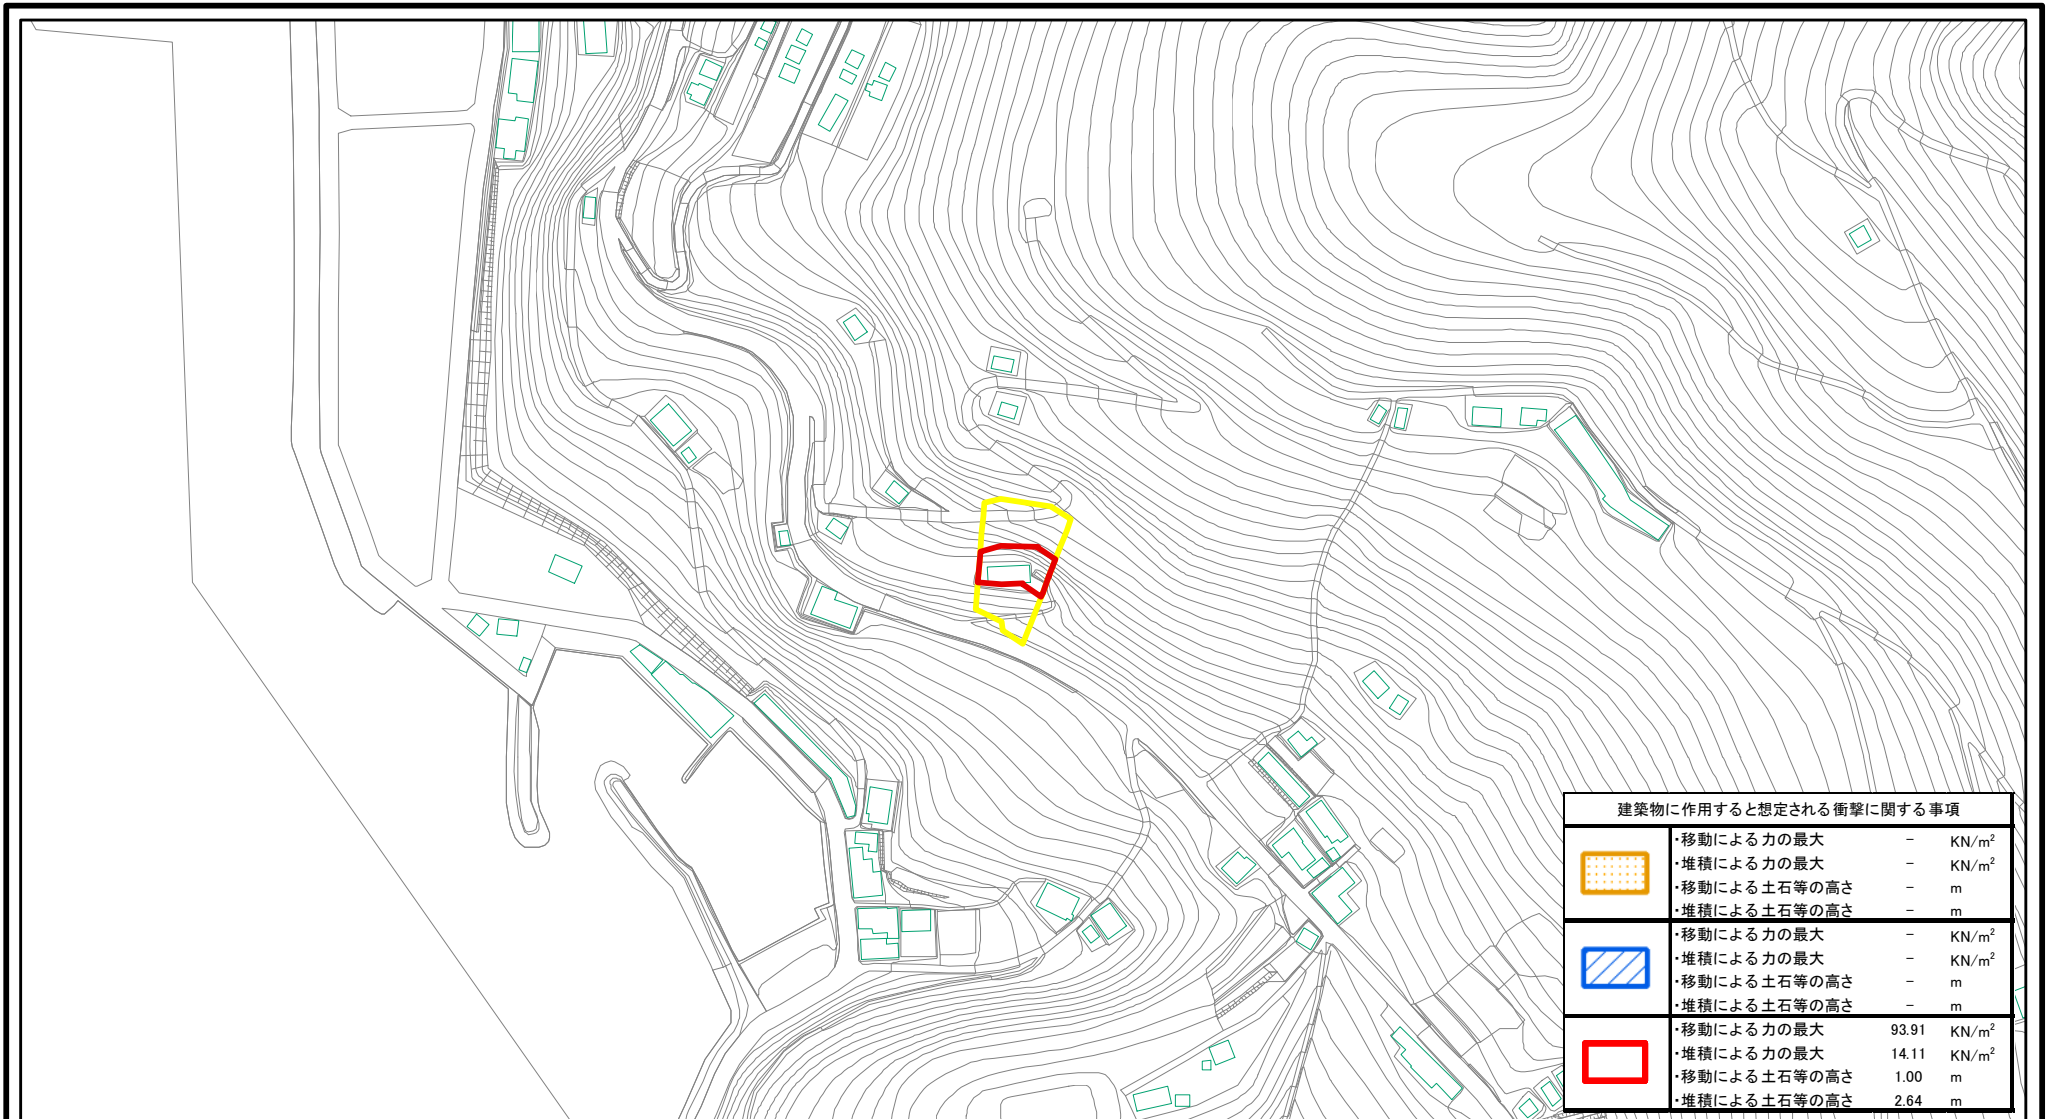 建築物に作用すると想定される衝撃に関する事項
・移動による力の最大 - KN/m²
・堆積による力の最大 - KN/m²
・移動による土石等の高さ - m
・堆積による土石等の高さ - m
・移動による力の最大 - KN/m²
・堆積による力の最大 - KN/m²
・移動による土石等の高さ - m
・堆積による土石等の高さ - m
・移動による力の最大 93.91 KN/m²
・堆積による力の最大 14.11 KN/m²
・移動による土石等の高さ 1.00 m
・堆積による土石等の高さ 2.64 m